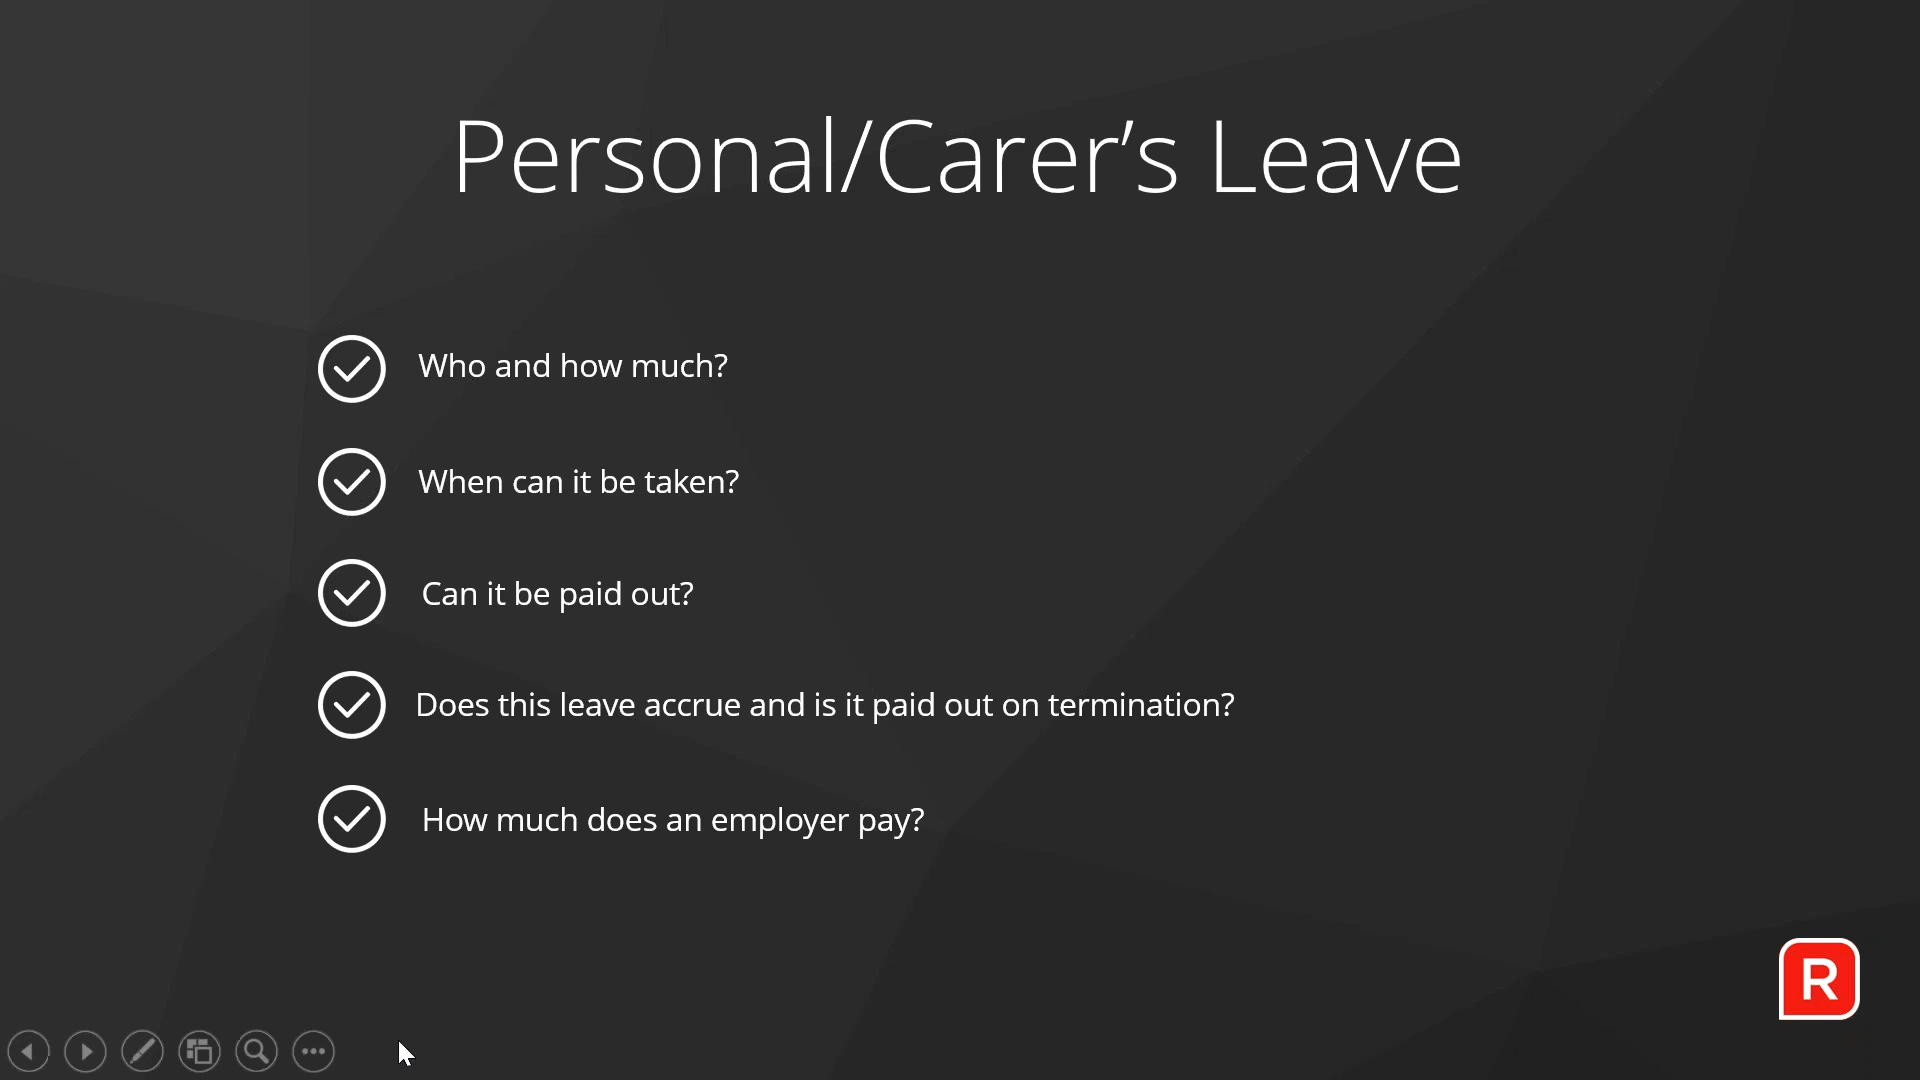 Personal/Carer’s Leave
Who and how much?
When can it be taken?
Can it be paid out?
Does this leave accrue and is it paid out on termination?
How much does an employer pay?
R